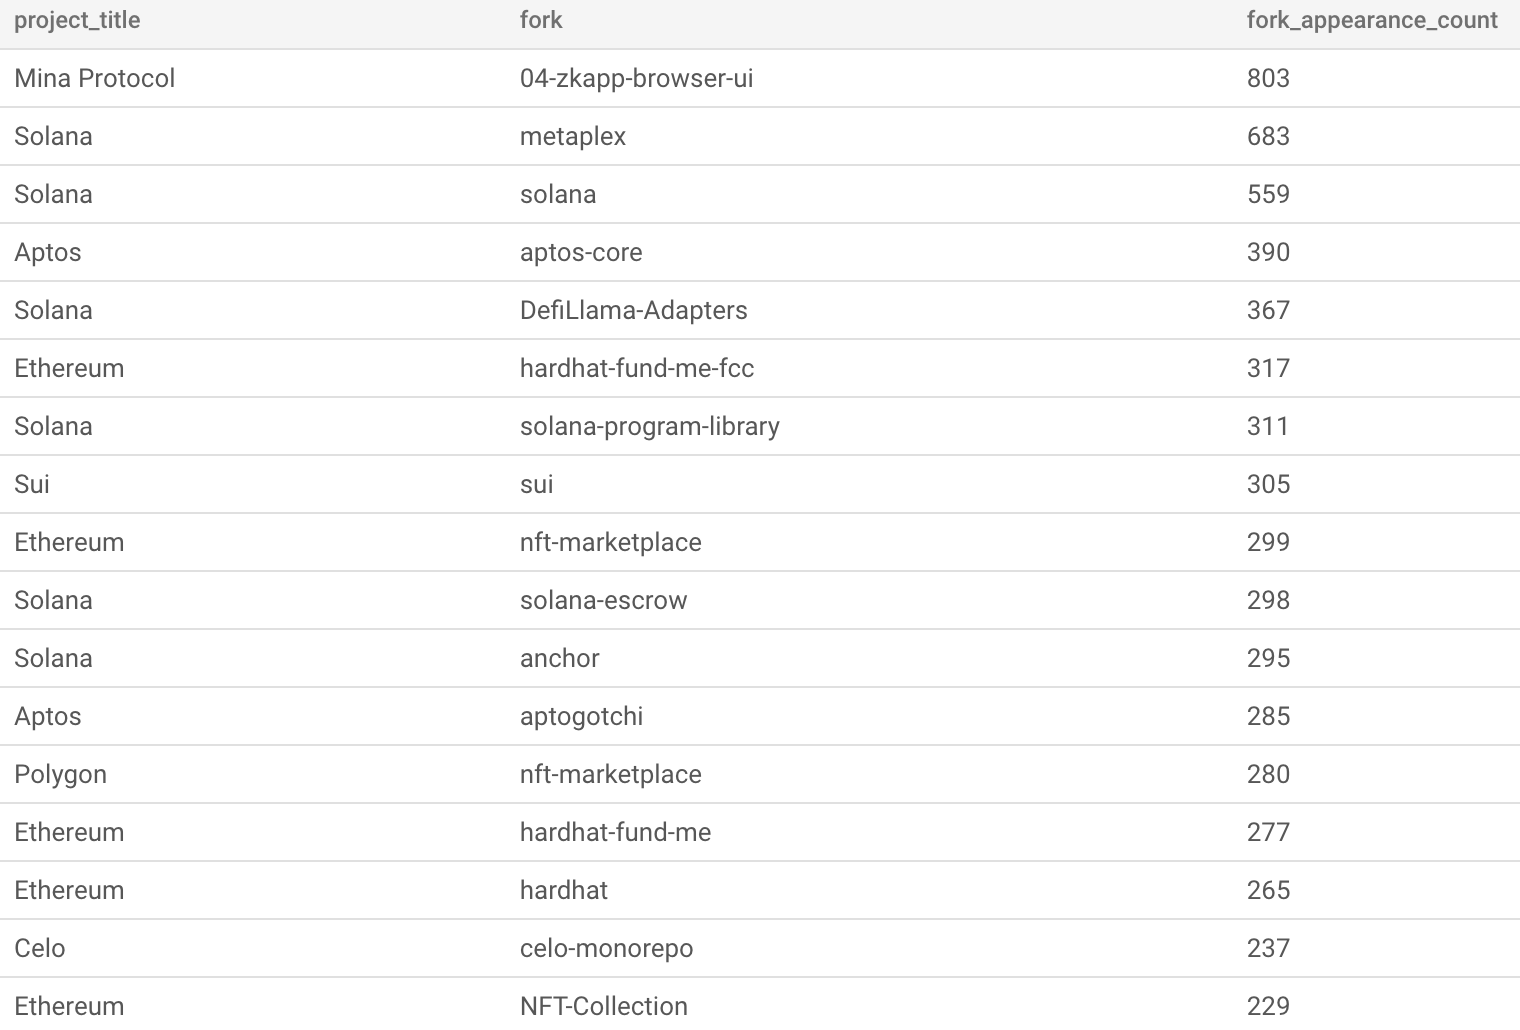 project_title fork fork_appearance_count
Mina Protocol 04-zkapp-browser-ui 803
Solana metaplex 683
Solana solana 559
Aptos aptos-core 390
Solana DefiLlama-Adapters 367
Ethereum hardhat-fund-me-fcc 317
Solana solana-program-library 311
Sui sui 305
Ethereum nft-marketplace 299
Solana solana-escrow 298
Solana anchor 295
Aptos aptogotchi 285
Polygon nft-marketplace 280
Ethereum hardhat-fund-me 277
Ethereum hardhat 265
Celo celo-monorepo 237
Ethereum NFT-Collection 229